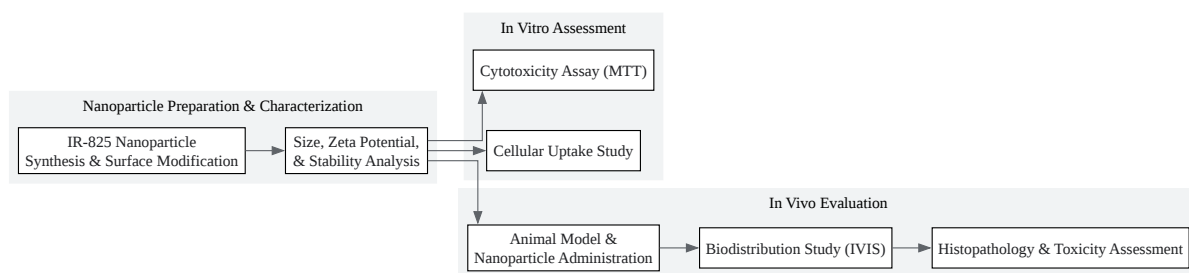 In Vitro Assessment
Cytotoxicity Assay (MTT)
Nanoparticle Preparation & Characterization
IR-825 Nanoparticle
Synthesis & Surface Modification
Size, Zeta Potential,
& Stability Analysis
Cellular Uptake Study
In Vivo Evaluation
Animal Model &
Nanoparticle Administration
Biodistribution Study (IVIS)
Histopathology & Toxicity Assessment